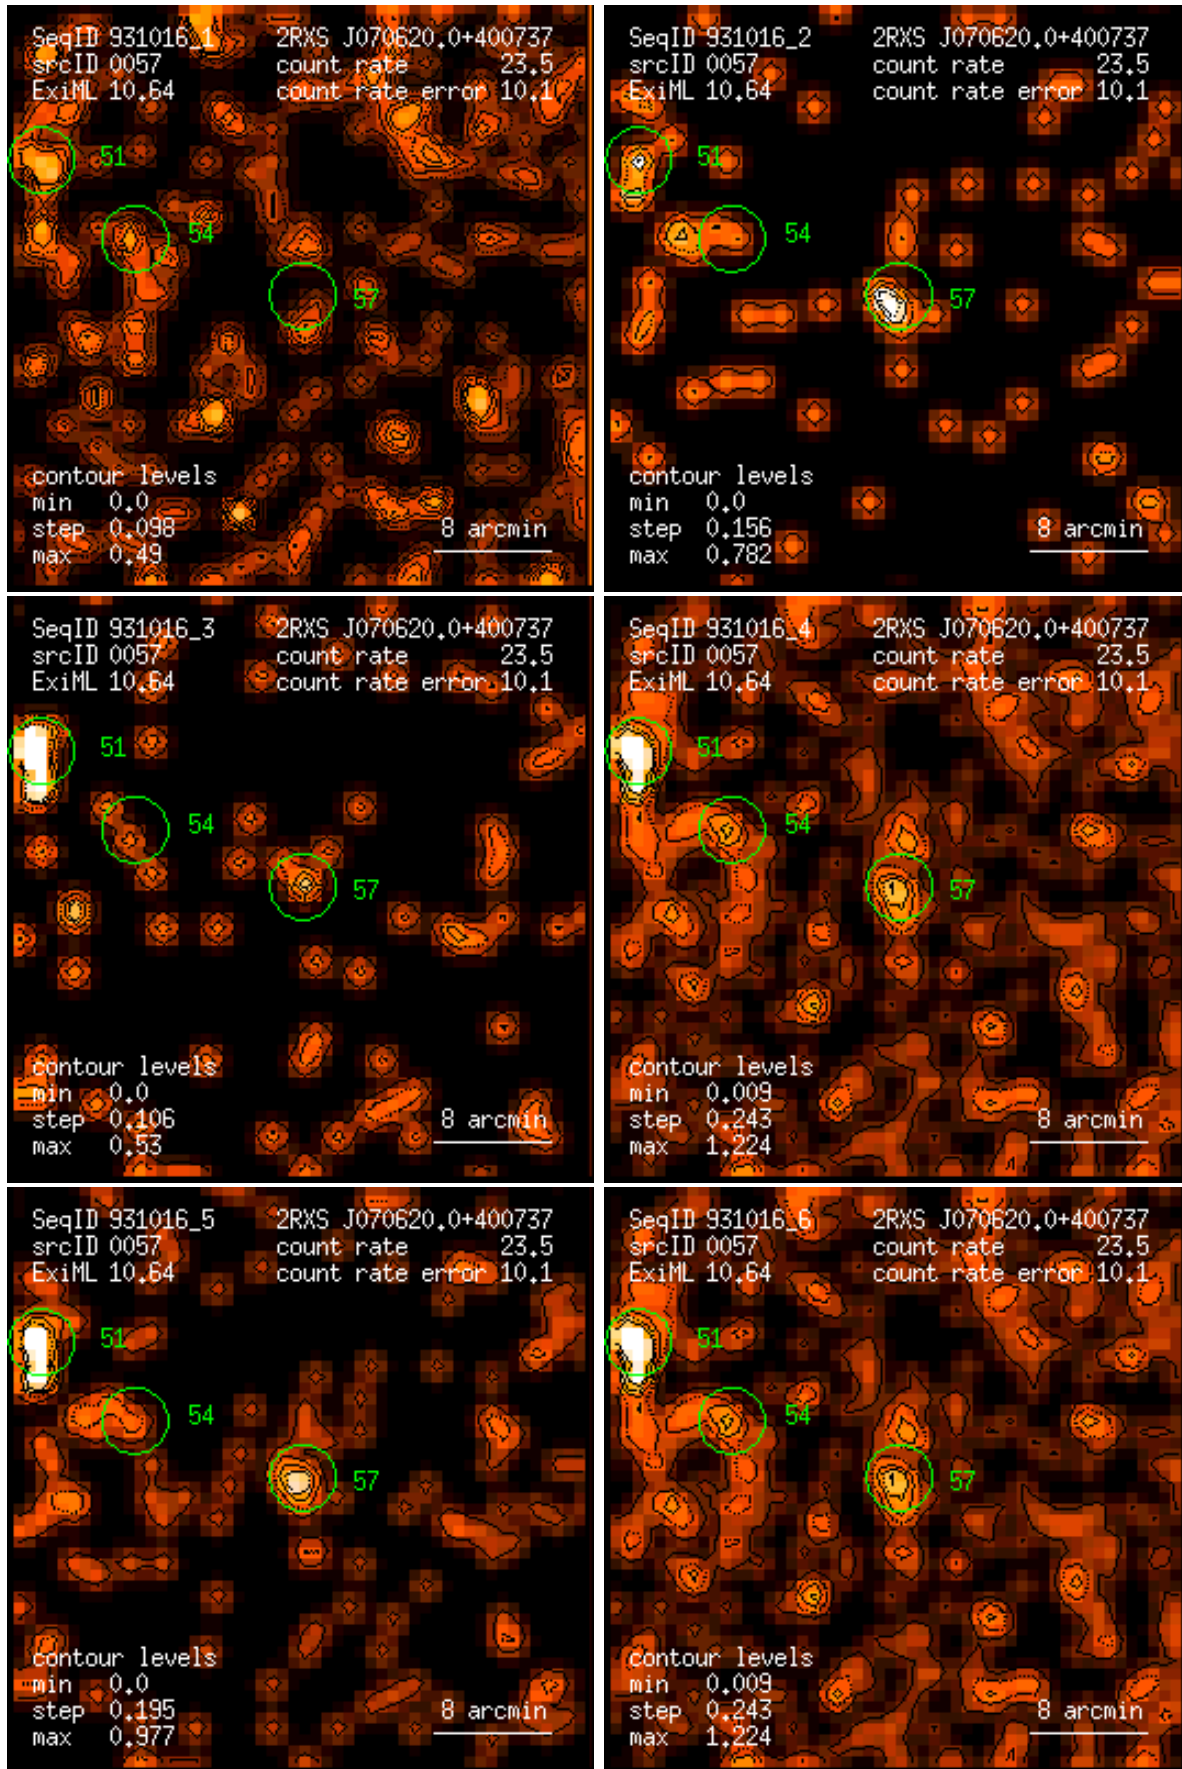 SeqID 931016_1 2RXS J070620.0+400737
srcID 0057 count rate 23.5
ExiML 10.64 count rate error 10.1
51
54
57
contour levels
min 0.0
step 0.098 8 arcmin
max 0.49
SeqID 931016_2 2RXS J070620.0+400737
srcID 0057 count rate 23.5
ExiML 10.64 count rate error 10.1
51
54
57
contour levels
min 0.0
step 0.156 8 arcmin
max 0.782
SeqID 931016_3 2RXS J070620.0+400737
srcID 0057 count rate 23.5
ExiML 10.64 count rate error 10.1
51
54
57
contour levels
min 0.0
step 0.106 8 arcmin
max 0.53
SeqID 931016_4 2RXS J070620.0+400737
srcID 0057 count rate 23.5
ExiML 10.64 count rate error 10.1
51
54
57
contour levels
min 0.009
step 0.243 8 arcmin
max 1.224
SeqID 931016_5 2RXS J070620.0+400737
srcID 0057 count rate 23.5
ExiML 10.64 count rate error 10.1
51
54
57
contour levels
min 0.0
step 0.195 8 arcmin
max 0.977
SeqID 931016_6 2RXS J070620.0+400737
srcID 0057 count rate 23.5
ExiML 10.64 count rate error 10.1
51
54
57
contour levels
min 0.009
step 0.243 8 arcmin
max 1.224